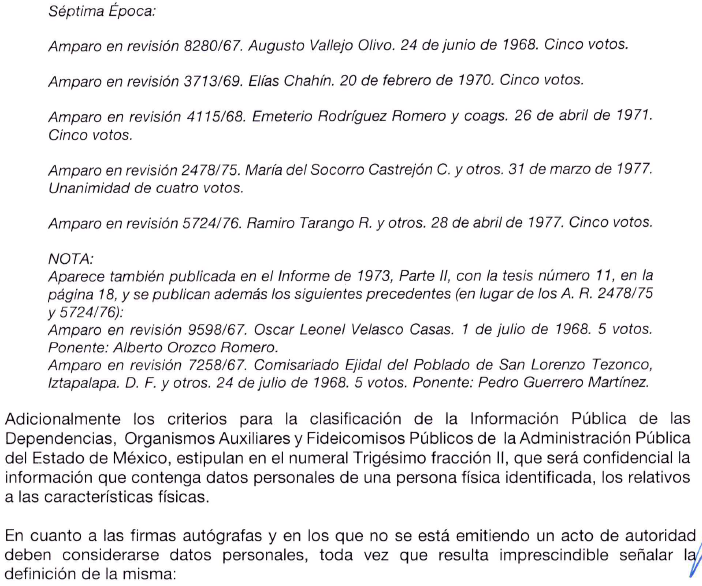 Séptima Época:
Amparo en revisión 8280/67. Augusto Vallejo Olivo. 24 de junio de 1968. Cinco votos.
Amparo en revisión 3713/69. Elías Chahín. 20 de febrero de 1970. Cinco votos.
Amparo en revisión 4115/68. Emeterio Rodríguez Romero y coags. 26 de abril de 1971.
Cinco votos.
Amparo en revisión 2478/75. María del Socorro Castrejón C. y otros. 31 de marzo de 1977.
Unanimidad de cuatro votos.
Amparo en revisión 5724/76. Ramiro Tarango R. y otros. 28 de abril de 1977. Cinco votos.
NOTA:
Aparece también publicada en el Informe de 1973, Parte II, con la tesis número 11, en la
página 18, y se publican además los siguientes precedentes (en lugar de los A. R. 2478/75
y 5724/76):
Amparo en revisión 9598/67. Oscar Leonel Velasco Casas. 1 de julio de 1968. 5 votos.
Ponente: Alberto Orozco Romero.
Amparo en revisión 7258/67. Comisariado Ejidal del Poblado de San Lorenzo Tezonco,
Iztapalapa. D. F. y otros. 24 de julio de 1968. 5 votos. Ponente: Pedro Guerrero Martínez.
Adicionalmente los criterios para la clasificación de la Información Pública de las
Dependencias, Organismos Auxiliares y Fideicomisos Públicos de la Administración Pública
del Estado de México, estipulan en el numeral Trigésimo fracción II, que será confidencial la
información que contenga datos personales de una persona física identificada, los relativos
a las características físicas.
En cuanto a las firmas autógrafas y en los que no se está emitiendo un acto de autoridad
deben considerarse datos personales, toda vez que resulta imprescindible señalar la
definición de la misma: